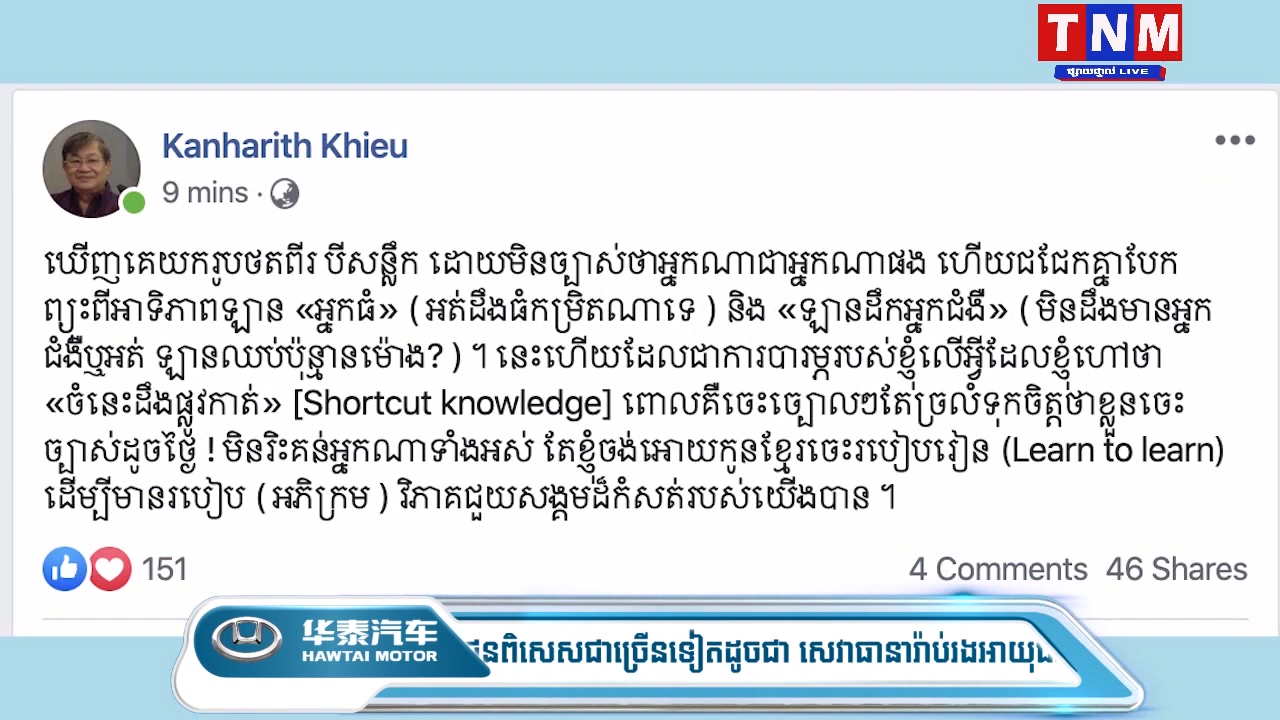 TNM
ផ្សាយផ្ទាល់ LIVE
Kanharith Khieu
9 mins ·
ឃើញគេយករូបថតពីរ បីសន្លឹក ដោយមិនច្បាស់ថាអ្នកណាជាអ្នកណាផង ហើយជជែកគ្នាបែក
ព្យុះពីអាទិភាពឡាន «អ្នកធំ» (អត់ដឹងធំកម្រិតណាទេ ) និង «ឡានដឹកអ្នកជំងឺ» ( មិនដឹងមានអ្នក
ជំងឺឬអត់ ឡានឈប់ប៉ុន្មានម៉ោង? ) ។ នេះហើយដែលជាការបារម្ភរបស់ខ្ញុំលើអ្វីដែលខ្ញុំហៅថា
«ចំនេះដឹងផ្លូវកាត់» [Shortcut knowledge] ពោលគឺចេះច្បោលៗតែច្រលំទុកចិត្តថាខ្លួនចេះ
ច្បាស់ដូចថ្ងៃ ! មិនរិះគន់អ្នកណាទាំងអស់ តែខ្ញុំចង់អោយកូនខ្មែរចេះរបៀបរៀន (Learn to learn)
ដើម្បីមានរបៀប (អភិក្រម ) វិភាគជួយសង្គមដ៏កំសត់របស់យើងបាន ។
151
4 Comments 46 Shares
华泰汽车
HAWTAI MOTOR
ពិសេសជាច្រើនទៀតដូចជា សេវាធានារ៉ាប់រងអាយុ